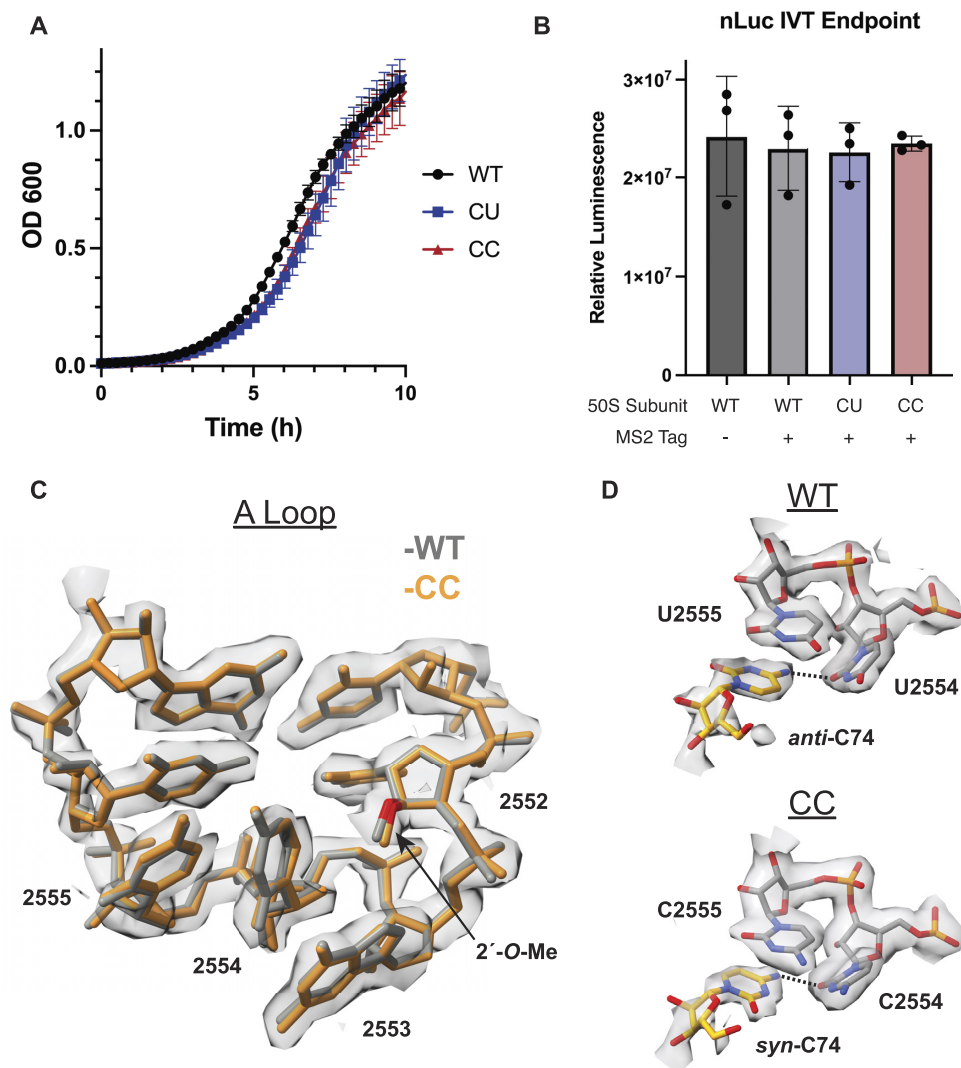 A
OD 600
1.0
0.5
0.0
0 5 10
Time (h)
WT
CU
CC
B
nLuc IVT Endpoint
Relative Luminescence
3×10⁷
2×10⁷
1×10⁷
0
50S Subunit WT WT CU CC
MS2 Tag - + + +
C
A Loop
-WT
-CC
2552
2555
2554
2´-O-Me
2553
D
WT
U2555
U2554
anti-C74
CC
C2555
C2554
syn-C74